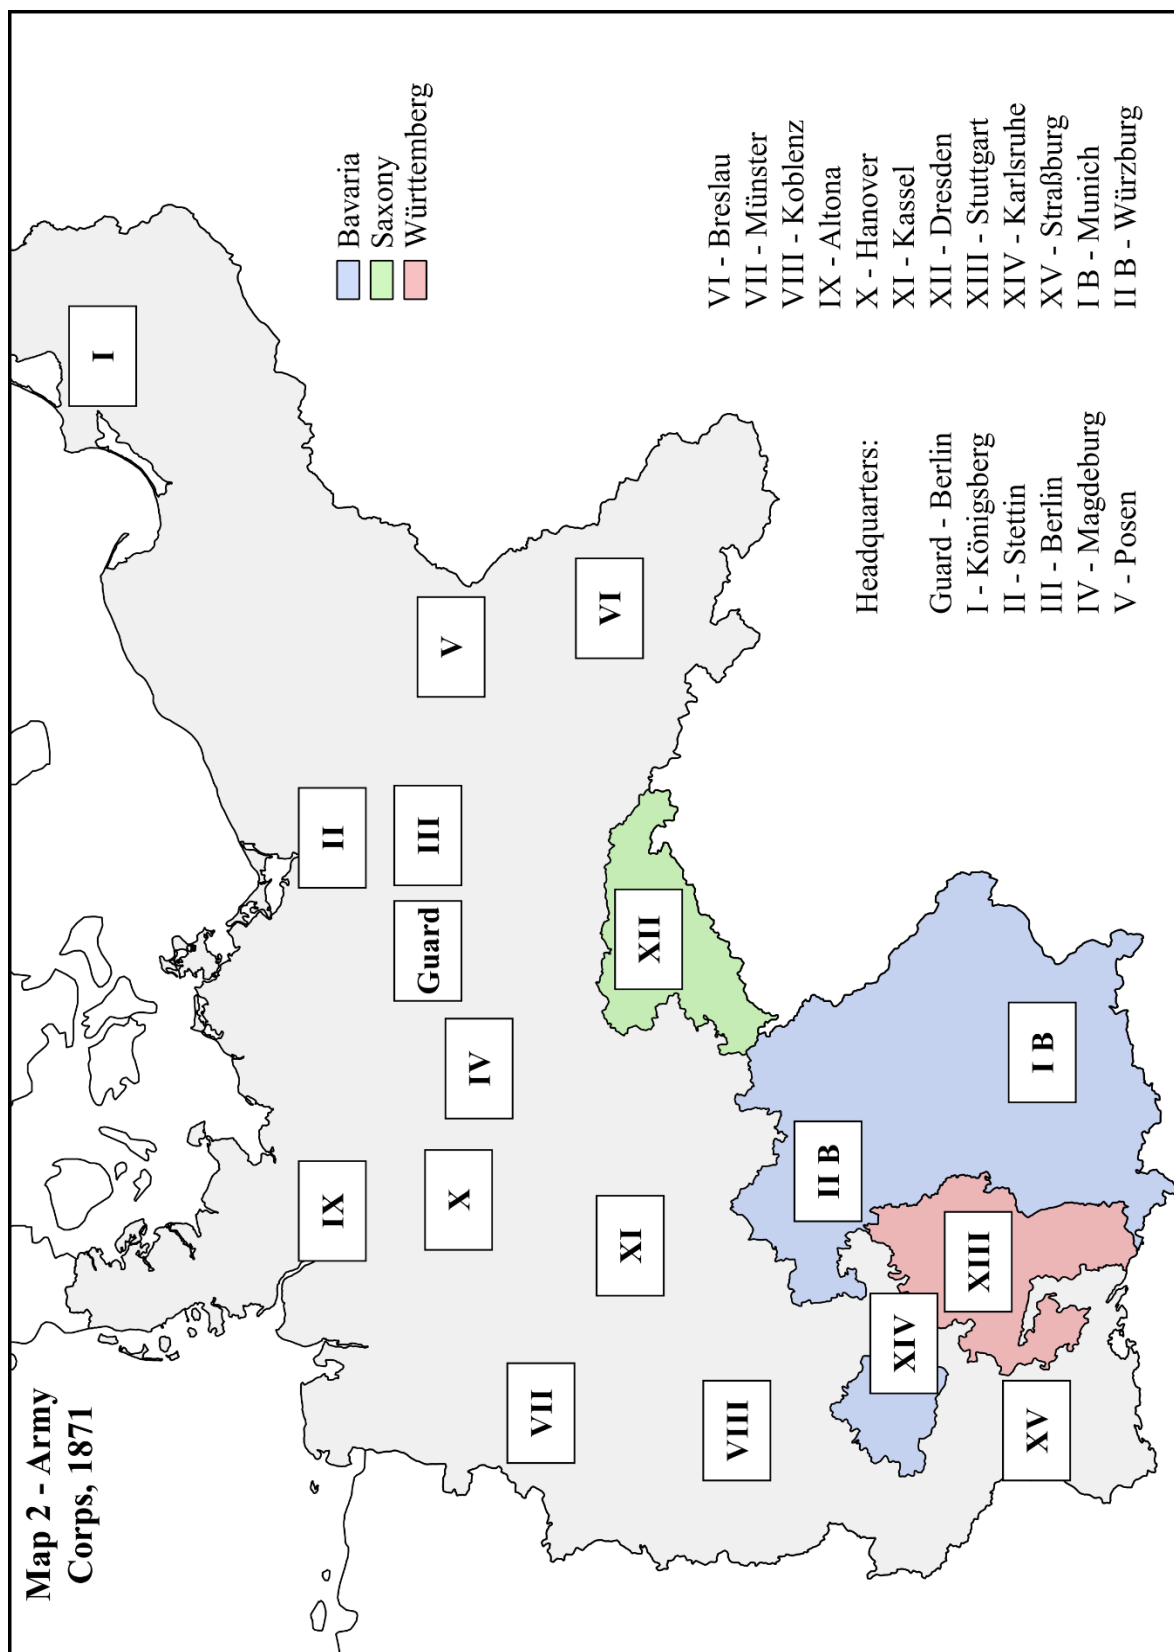 Map 2 - Army
Corps, 1871
I
II
III
Guard
IV
V
VI
VII
VIII
IX
X
XI
XII
XIII
XIV
XV
I B
II B
Bavaria
Saxony
Württemberg
Headquarters:
Guard - Berlin
I - Königsberg
II - Stettin
III - Berlin
IV - Magdeburg
V - Posen
VI - Breslau
VII - Münster
VIII - Koblenz
IX - Altona
X - Hanover
XI - Kassel
XII - Dresden
XIII - Stuttgart
XIV - Karlsruhe
XV - Straßburg
I B - Munich
II B - Würzburg